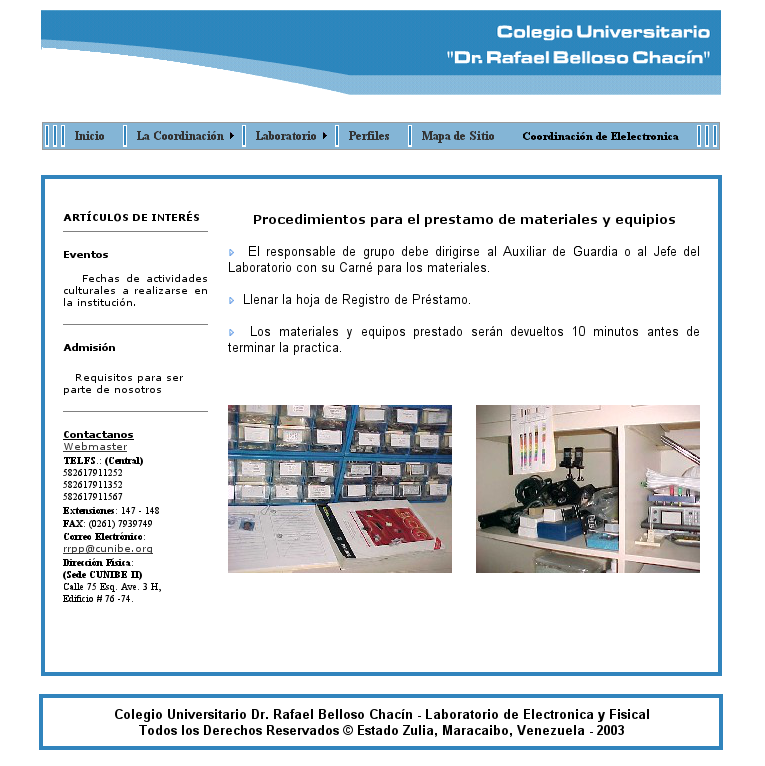 Colegio Universitario
"Dr. Rafael Belloso Chacín"
Inicio La Coordinación Laboratorio Perfiles Mapa de Sitio Coordinación de Elelectronica
ARTÍCULOS DE INTERÉS
Eventos
Fechas de actividades
culturales a realizarse en
la institución.
Admisión
Requisitos para ser
parte de nosotros
Contactanos
Webmaster
TELFS.: (Central)
582617911252
582617911352
582617911567
Extensiones: 147 - 148
FAX: (0261) 7939749
Correo Electrónico:
rrpp@cunibe.org
Dirección Física:
(Sede CUNIBE II)
Calle 75 Esq. Ave. 3 H,
Edificio # 76 -74.
Procedimientos para el prestamo de materiales y equipios
El responsable de grupo debe dirigirse al Auxiliar de Guardia o al Jefe del
Laboratorio con su Carné para los materiales.
Llenar la hoja de Registro de Préstamo.
Los materiales y equipos prestado serán devueltos 10 minutos antes de
terminar la practica.
Colegio Universitario Dr. Rafael Belloso Chacín - Laboratorio de Electronica y Fisical
Todos los Derechos Reservados © Estado Zulia, Maracaibo, Venezuela - 2003